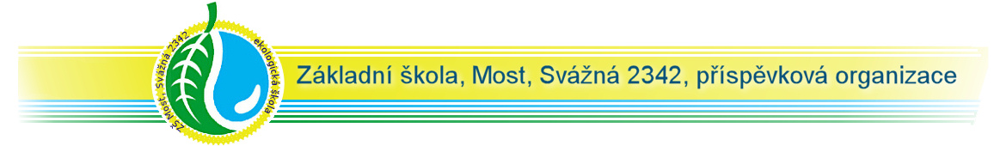 ZŠ Most, Svážná 2342
ekologická škola
Základní škola, Most, Svážná 2342, příspěvková organizace